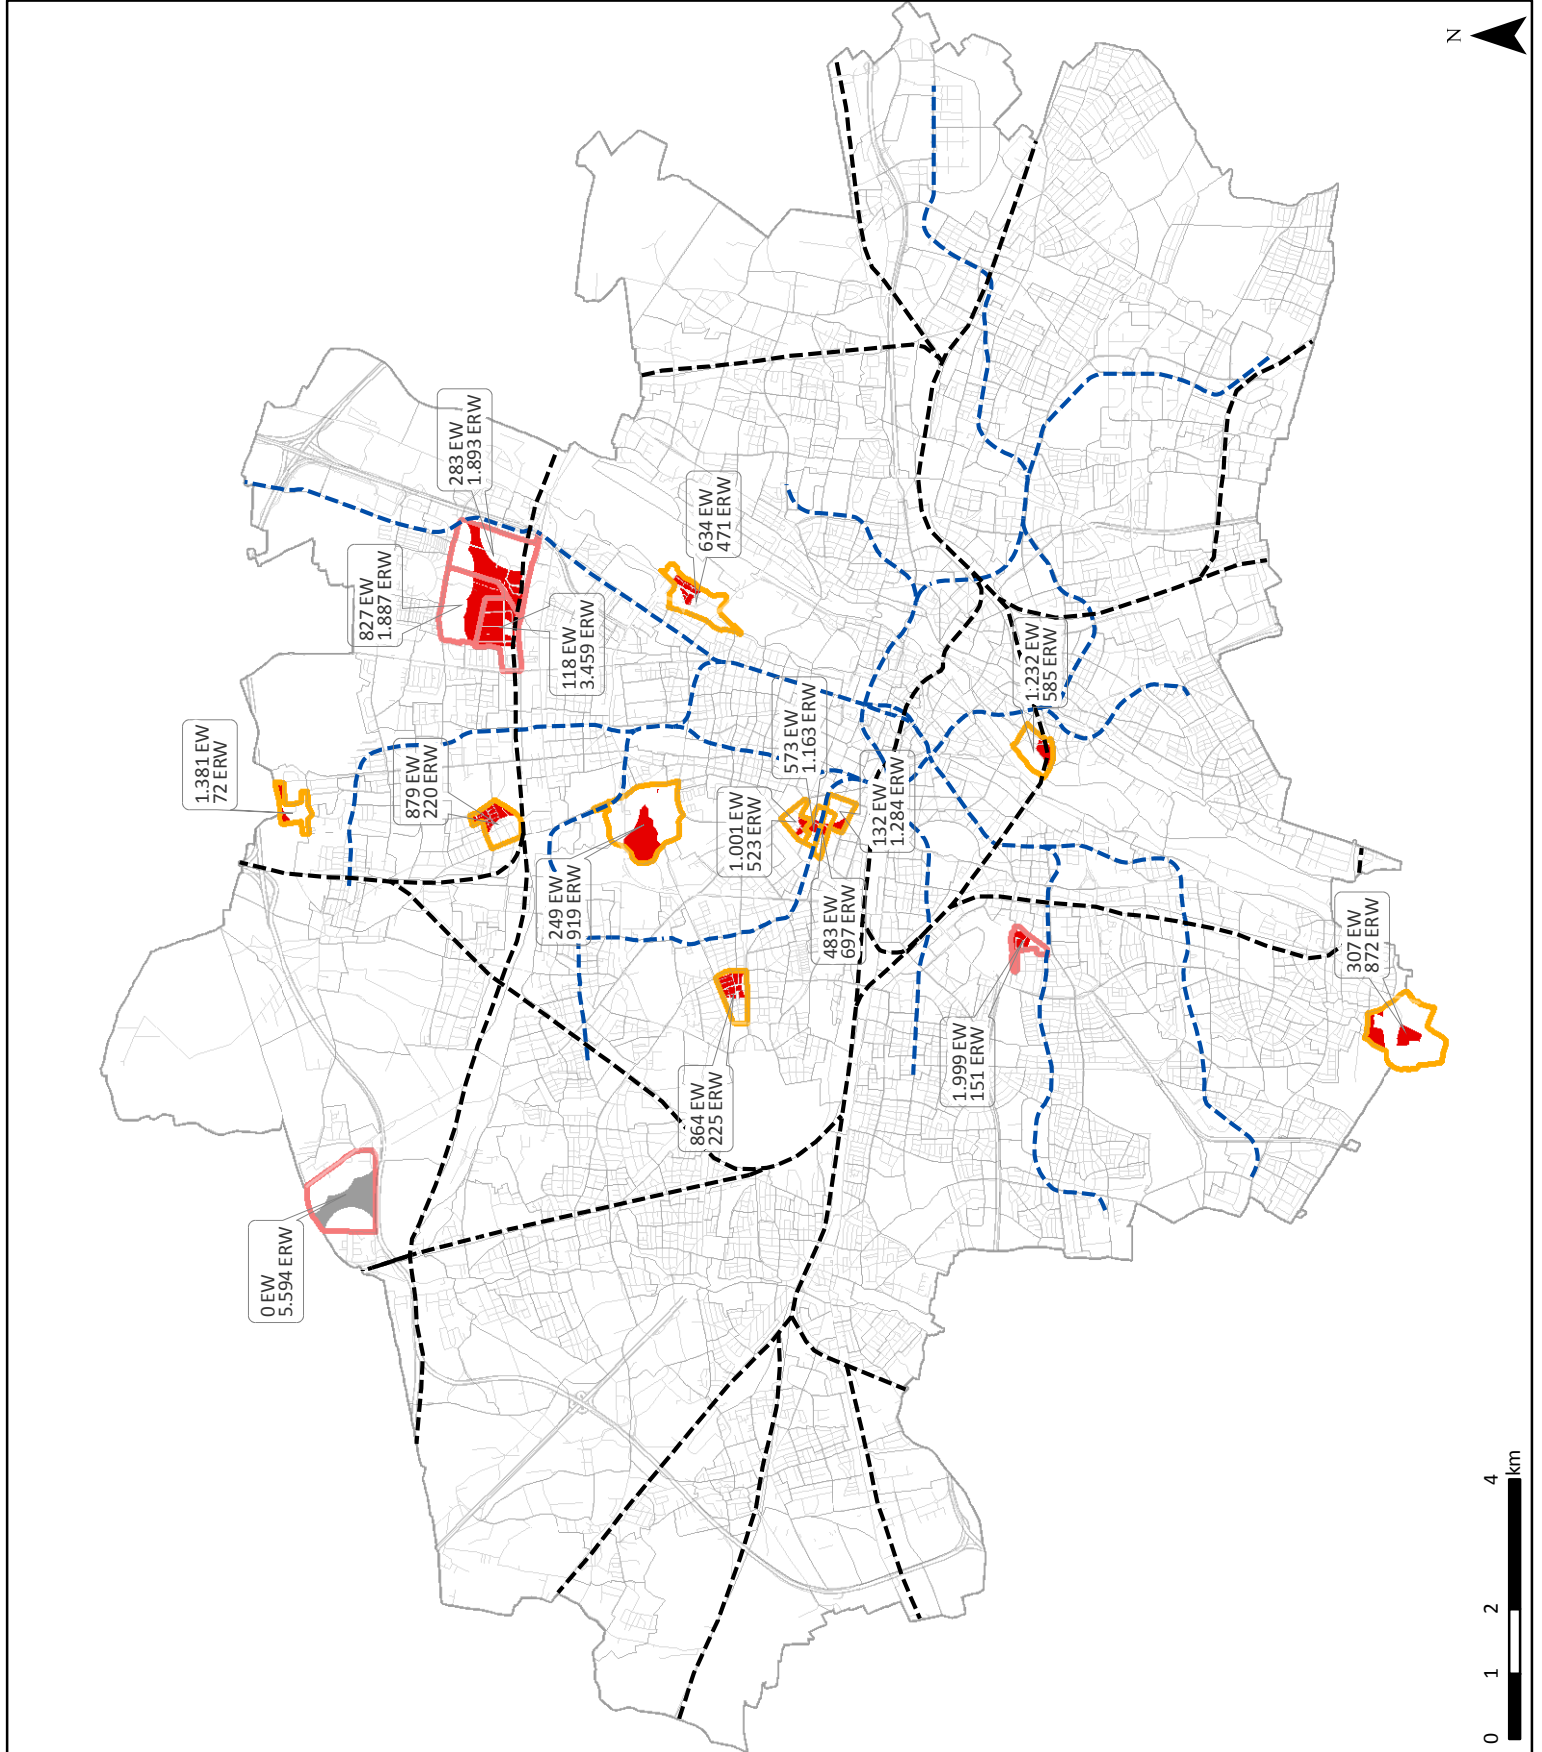 N
283 EW
1.893 ERW
827 EW
1.887 ERW
634 EW
471 ERW
118 EW
3.459 ERW
1.381 EW
72 ERW
879 EW
220 ERW
573 EW
1.163 ERW
1.232 EW
585 ERW
1.001 EW
523 ERW
132 EW
1.284 ERW
249 EW
919 ERW
483 EW
697 ERW
307 EW
872 ERW
1.999 EW
151 ERW
864 EW
225 ERW
0 EW
5.594 ERW
0
1
2
4
km